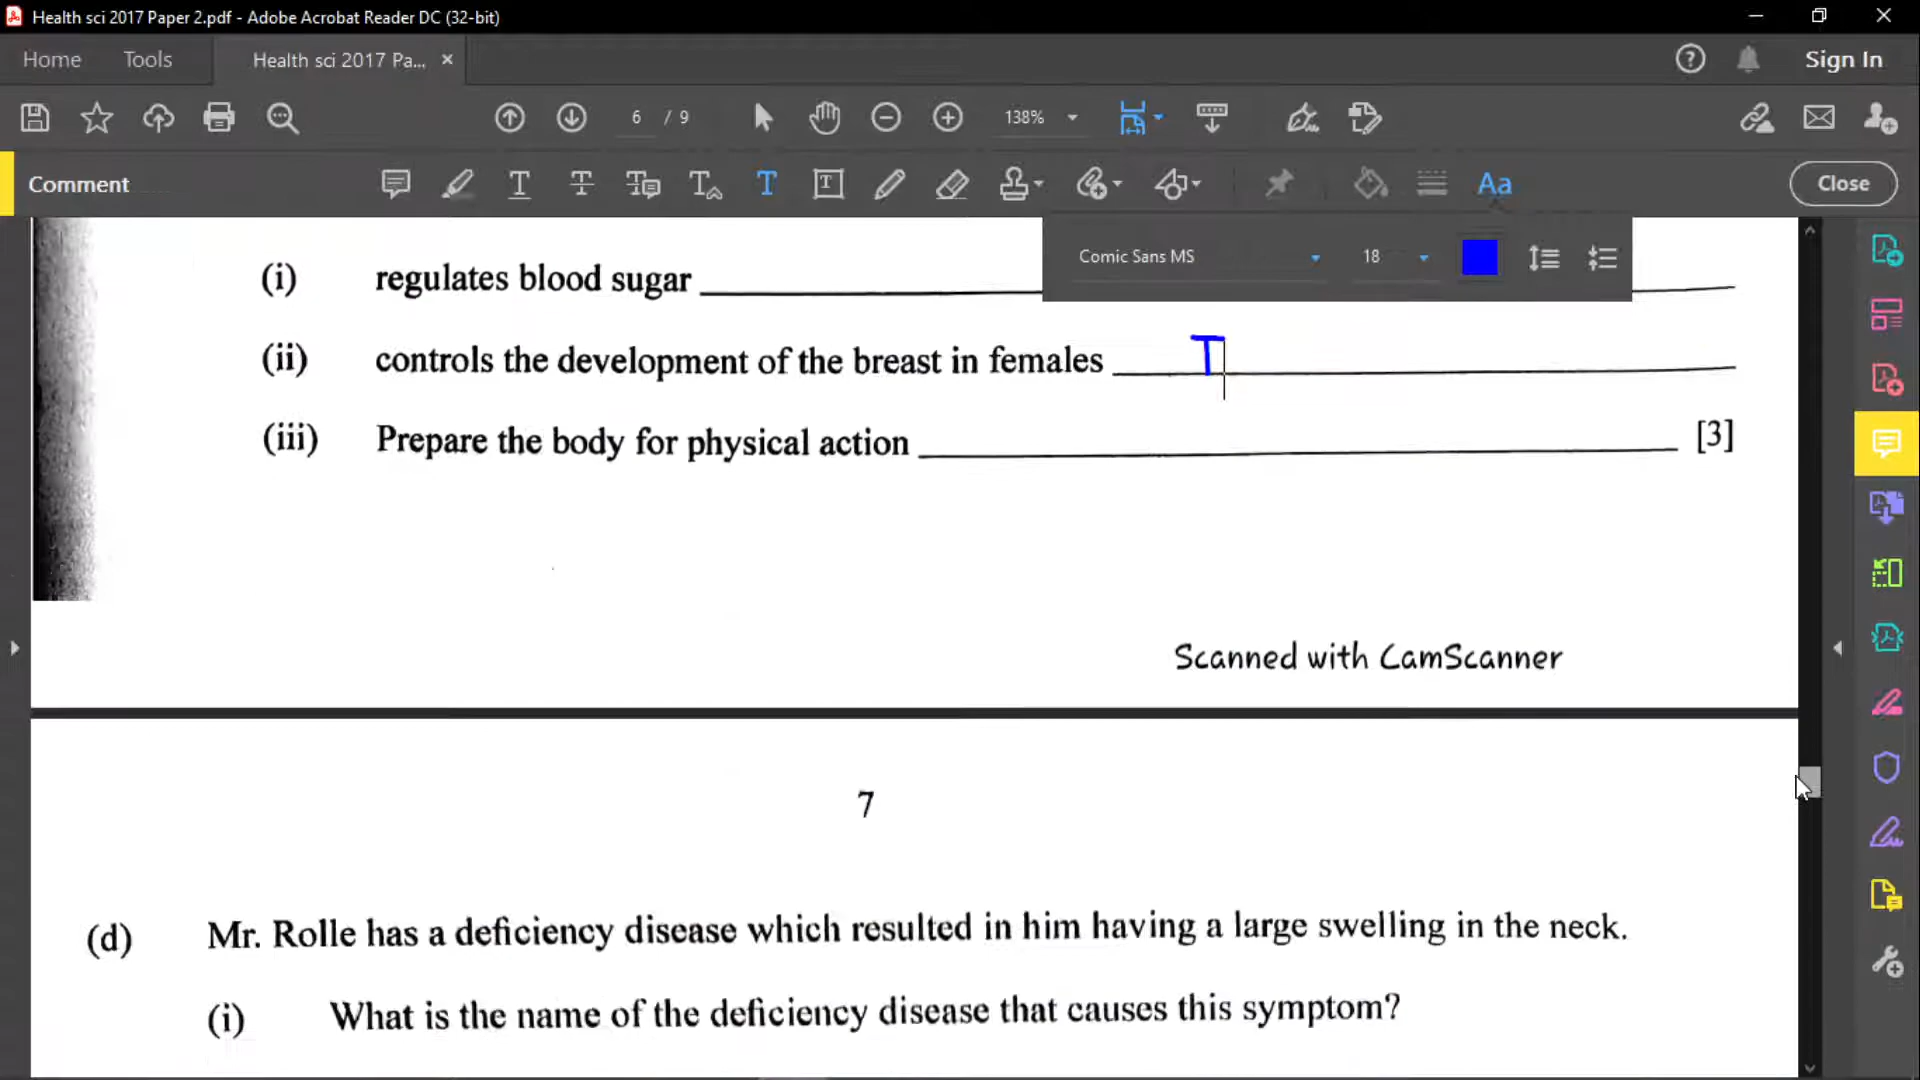 Health sci 2017 Paper 2.pdf - Adobe Acrobat Reader DC (32-bit)
Home Tools Health sci 2017 Pa... × Sign In
6 / 9 138%
Comment Aa Close
Comic Sans MS 18
(i) regulates blood sugar
(ii) controls the development of the breast in females T
(iii) Prepare the body for physical action [3]
Scanned with CamScanner
7
(d) Mr. Rolle has a deficiency disease which resulted in him having a large swelling in the neck.
(i) What is the name of the deficiency disease that causes this symptom?